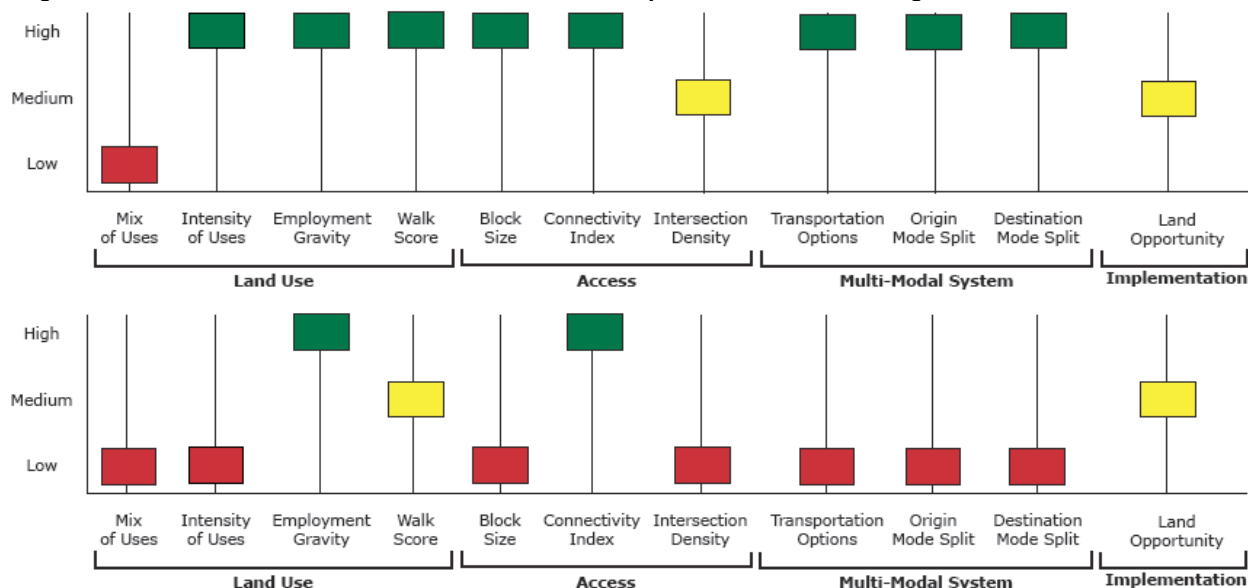 High
Medium
Low
Mix of Uses
Intensity of Uses
Employment Gravity
Walk Score
Block Size
Connectivity Index
Intersection Density
Transportation Options
Origin Mode Split
Destination Mode Split
Land Opportunity
Land Use
Access
Multi-Modal System
Implementation
High
Medium
Low
Mix of Uses
Intensity of Uses
Employment Gravity
Walk Score
Block Size
Connectivity Index
Intersection Density
Transportation Options
Origin Mode Split
Destination Mode Split
Land Opportunity
Land Use
Access
Multi-Modal System
Implementation